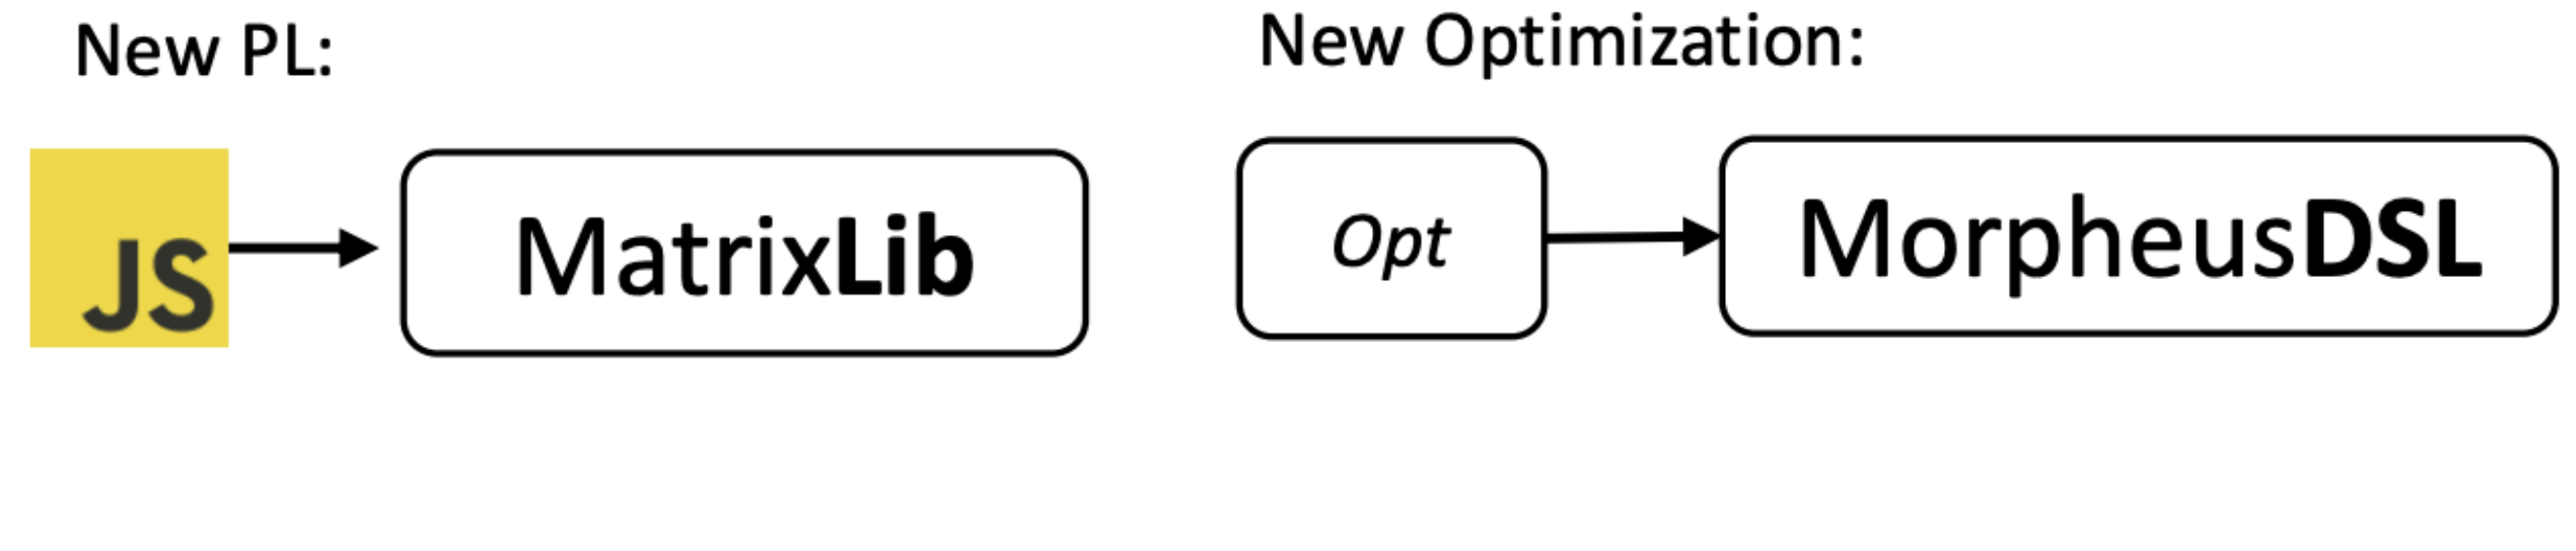 New PL:
JS
MatrixLib
New Optimization:
Opt
MorpheusDSL